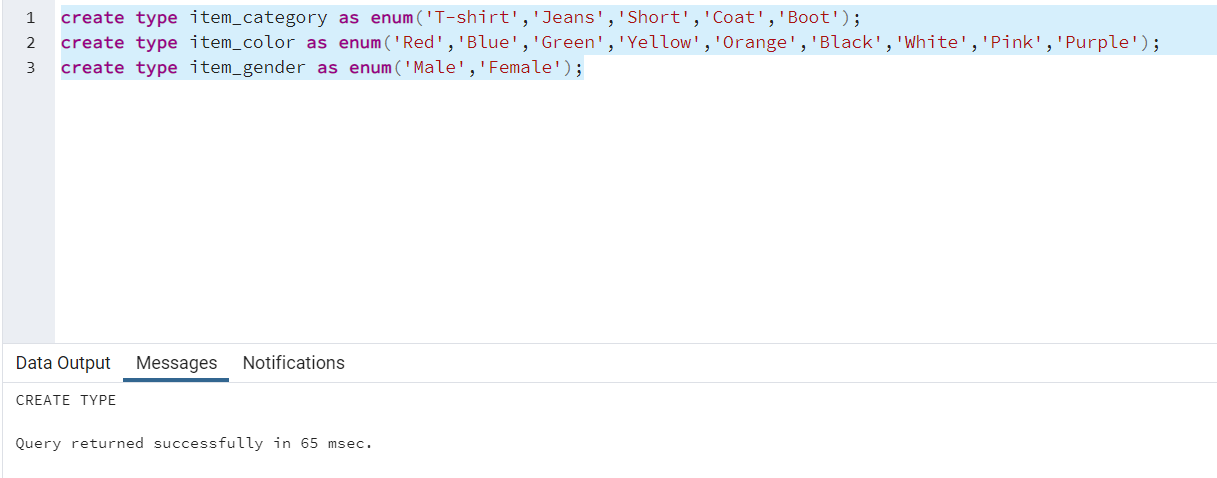 1 create type item_category as enum('T-shirt','Jeans','Short','Coat','Boot');
2 create type item_color as enum('Red','Blue','Green','Yellow','Orange','Black','White','Pink','Purple');
3 create type item_gender as enum('Male','Female');
Data Output Messages Notifications
CREATE TYPE
Query returned successfully in 65 msec.